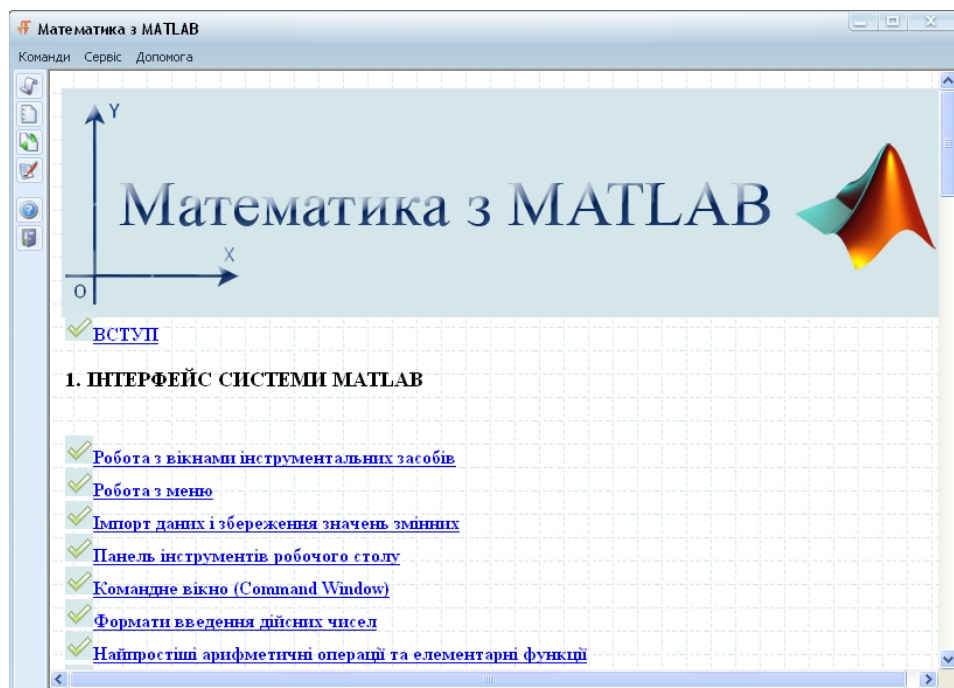 Математика з MATLAB
Команди Сервіс Допомога
Y
Математика з MATLAB
X
O
ВСТУП
1. ІНТЕРФЕЙС СИСТЕМИ MATLAB
Робота з вікнами інструментальних засобів
Робота з меню
Імпорт даних і збереження значень змінних
Панель інструментів робочого столу
Командне вікно (Command Window)
Формати введення дійсних чисел
Найпростіші арифметичні операції та елементарні функції